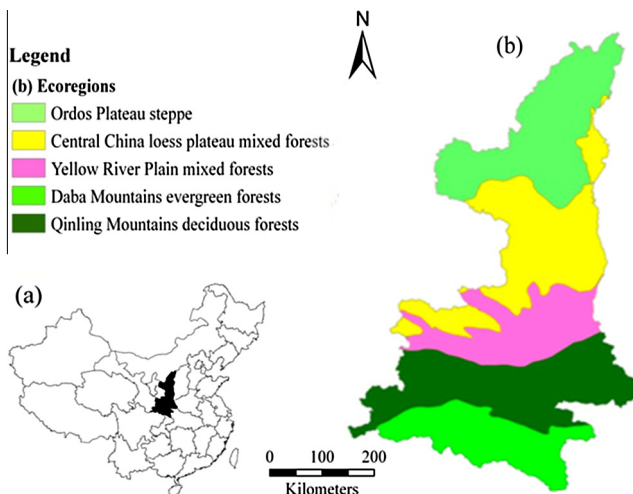 N
(b)
Legend
(b) Ecoregions
Ordos Plateau steppe
Central China loess plateau mixed forests
Yellow River Plain mixed forests
Daba Mountains evergreen forests
Qinling Mountains deciduous forests
(a)
0 100 200
Kilometers